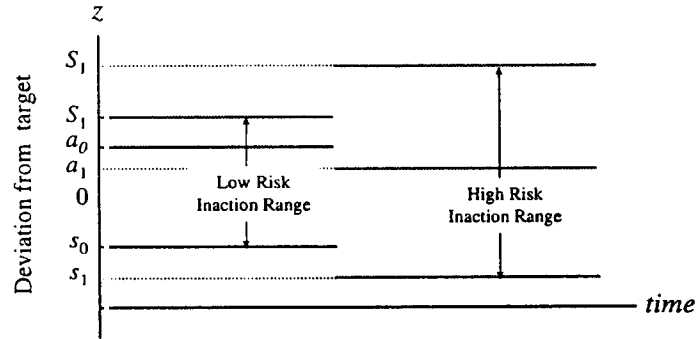 z
Deviation from target
S₁
S₁
a₀
a₁
0
s₀
s₁
Low Risk
Inaction Range
High Risk
Inaction Range
time